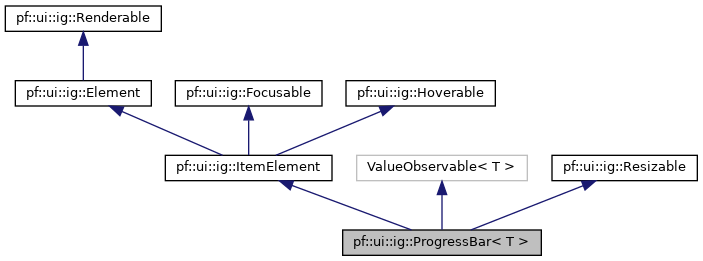 pf::ui::ig::Renderable
pf::ui::ig::Element
pf::ui::ig::Focusable
pf::ui::ig::Hoverable
pf::ui::ig::ItemElement
ValueObservable< T >
pf::ui::ig::Resizable
pf::ui::ig::ProgressBar< T >